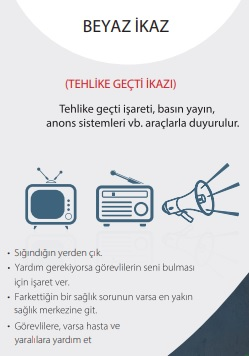 BEYAZ İKAZ
(TEHLİKE GEÇTİ İKAZI)
Tehlike geçti işareti, basın yayın,
anons sistemleri vb. araçlarla duyurulur.
• Sığındığın yerden çık.
• Yardım gerekiyorsa görevlilerin seni bulması
için işaret ver.
• Farkettiğin bir sağlık sorunun varsa en yakın
sağlık merkezine git.
• Görevlilere, varsa hasta ve
yaralılara yardım et